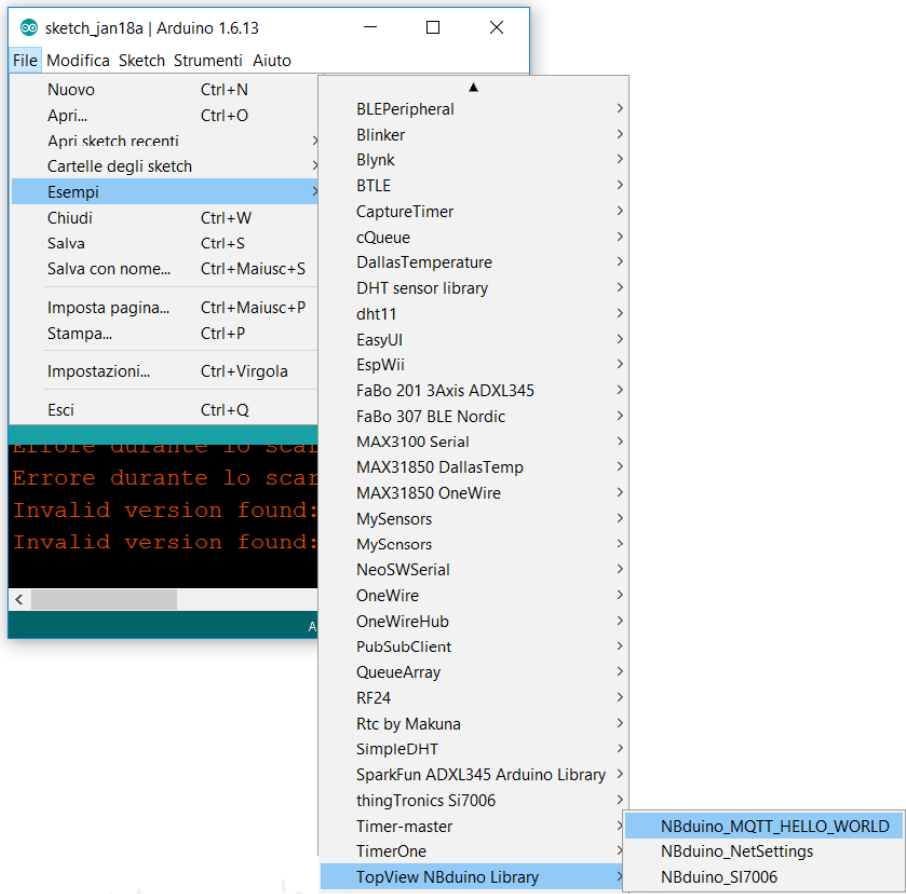 sketch_jan18a | Arduino 1.6.13
File Modifica Sketch Strumenti Aiuto
Nuovo Ctrl+N
Apri... Ctrl+O
Apri sketch recenti
Cartelle degli sketch
Esempi
Chiudi Ctrl+W
Salva Ctrl+S
Salva con nome... Ctrl+Maiusc+S
Imposta pagina... Ctrl+Maiusc+P
Stampa... Ctrl+P
Impostazioni... Ctrl+Virgola
Esci Ctrl+Q
Errore durante lo scar
Errore durante lo scar
Invalid version found:
Invalid version found:
A
BLEPeripheral
Blinker
Blynk
BTLE
CaptureTimer
cQueue
DallasTemperature
DHT sensor library
dht11
EasyUI
EspWii
FaBo 201 3Axis ADXL345
FaBo 307 BLE Nordic
MAX3100 Serial
MAX31850 DallasTemp
MAX31850 OneWire
MySensors
MySensors
NeoSWSerial
OneWire
OneWireHub
PubSubClient
QueueArray
RF24
Rtc by Makuna
SimpleDHT
SparkFun ADXL345 Arduino Library
thingTronics Si7006
Timer-master
TimerOne
TopView NBduino Library
NBduino_MQTT_HELLO_WORLD
NBduino_NetSettings
NBduino_SI7006